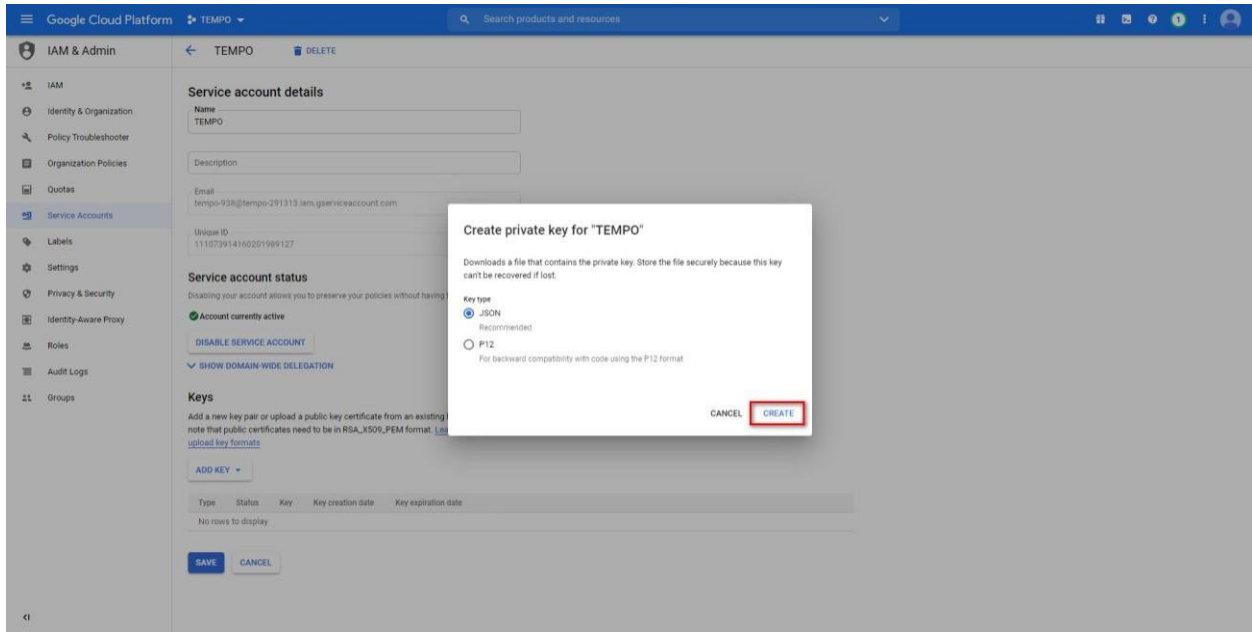 Google Cloud Platform TEMPO Search products and resources 1
IAM & Admin
TEMPO DELETE
IAM
Identity & Organization
Policy Troubleshooter
Organization Policies
Quotas
Service Accounts
Labels
Settings
Privacy & Security
Identity-Aware Proxy
Roles
Audit Logs
Groups
Service account details
Name
TEMPO
Description
Email
tempo-938@tempo-291313.iam.gserviceaccount.com
Unique ID
111073914160201989127
Service account status
Disabling your account allows you to preserve your policies without having
Account currently active
DISABLE SERVICE ACCOUNT
SHOW DOMAIN-WIDE DELEGATION
Keys
Add a new key pair or upload a public key certificate from an existing
note that public certificates need to be in RSA_X509_PEM format.
upload key formats
ADD KEY
Type Status Key Key creation date Key expiration date
No rows to display
SAVE CANCEL
Create private key for "TEMPO"
Downloads a file that contains the private key. Store the file securely because this key
can't be recovered if lost.
Key type
JSON
Recommended
P12
For backward compatibility with code using the P12 format
CANCEL CREATE